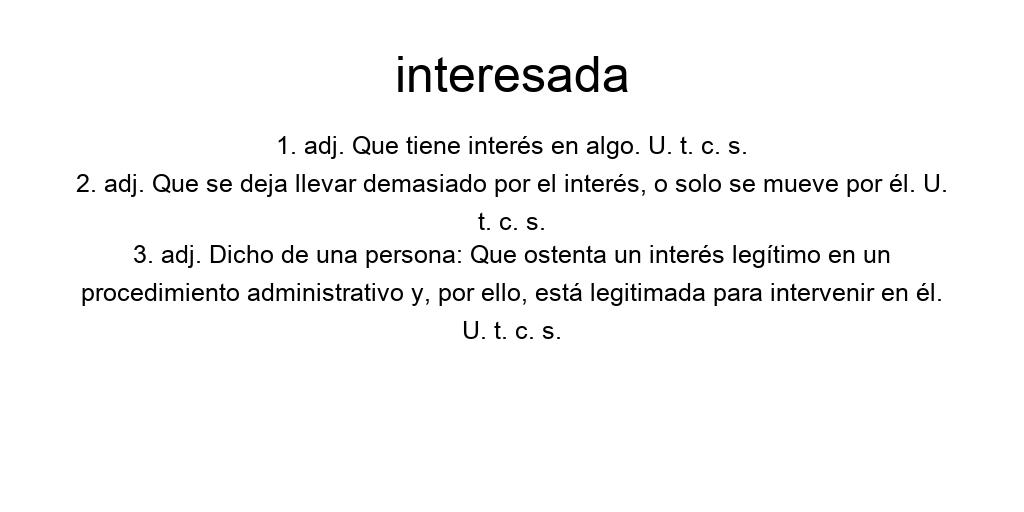 interesada
1. adj. Que tiene interés en algo. U. t. c. s.
2. adj. Que se deja llevar demasiado por el interés, o solo se mueve por él. U.
t. c. s.
3. adj. Dicho de una persona: Que ostenta un interés legítimo en un
procedimiento administrativo y, por ello, está legitimada para intervenir en él.
U. t. c. s.